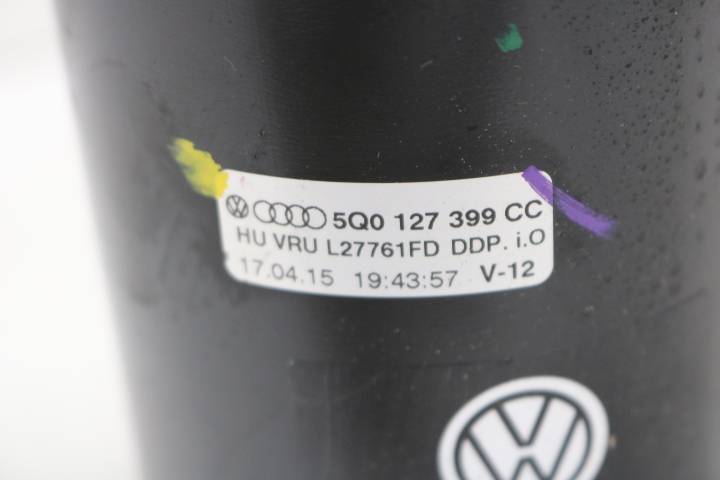 5Q0 127 399 CC
HU VRU L27761FD DDP. i.O
17.04.15 19:43:57 V-12